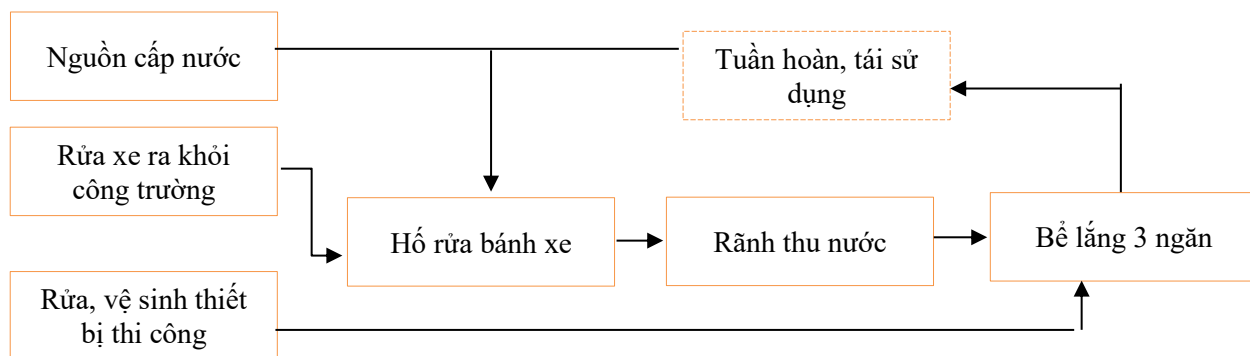 Nguồn cấp nước
Tuần hoàn, tái sử
dụng
Rửa xe ra khỏi
công trường
Hố rửa bánh xe
Rãnh thu nước
Bể lắng 3 ngăn
Rửa, vệ sinh thiết
bị thi công